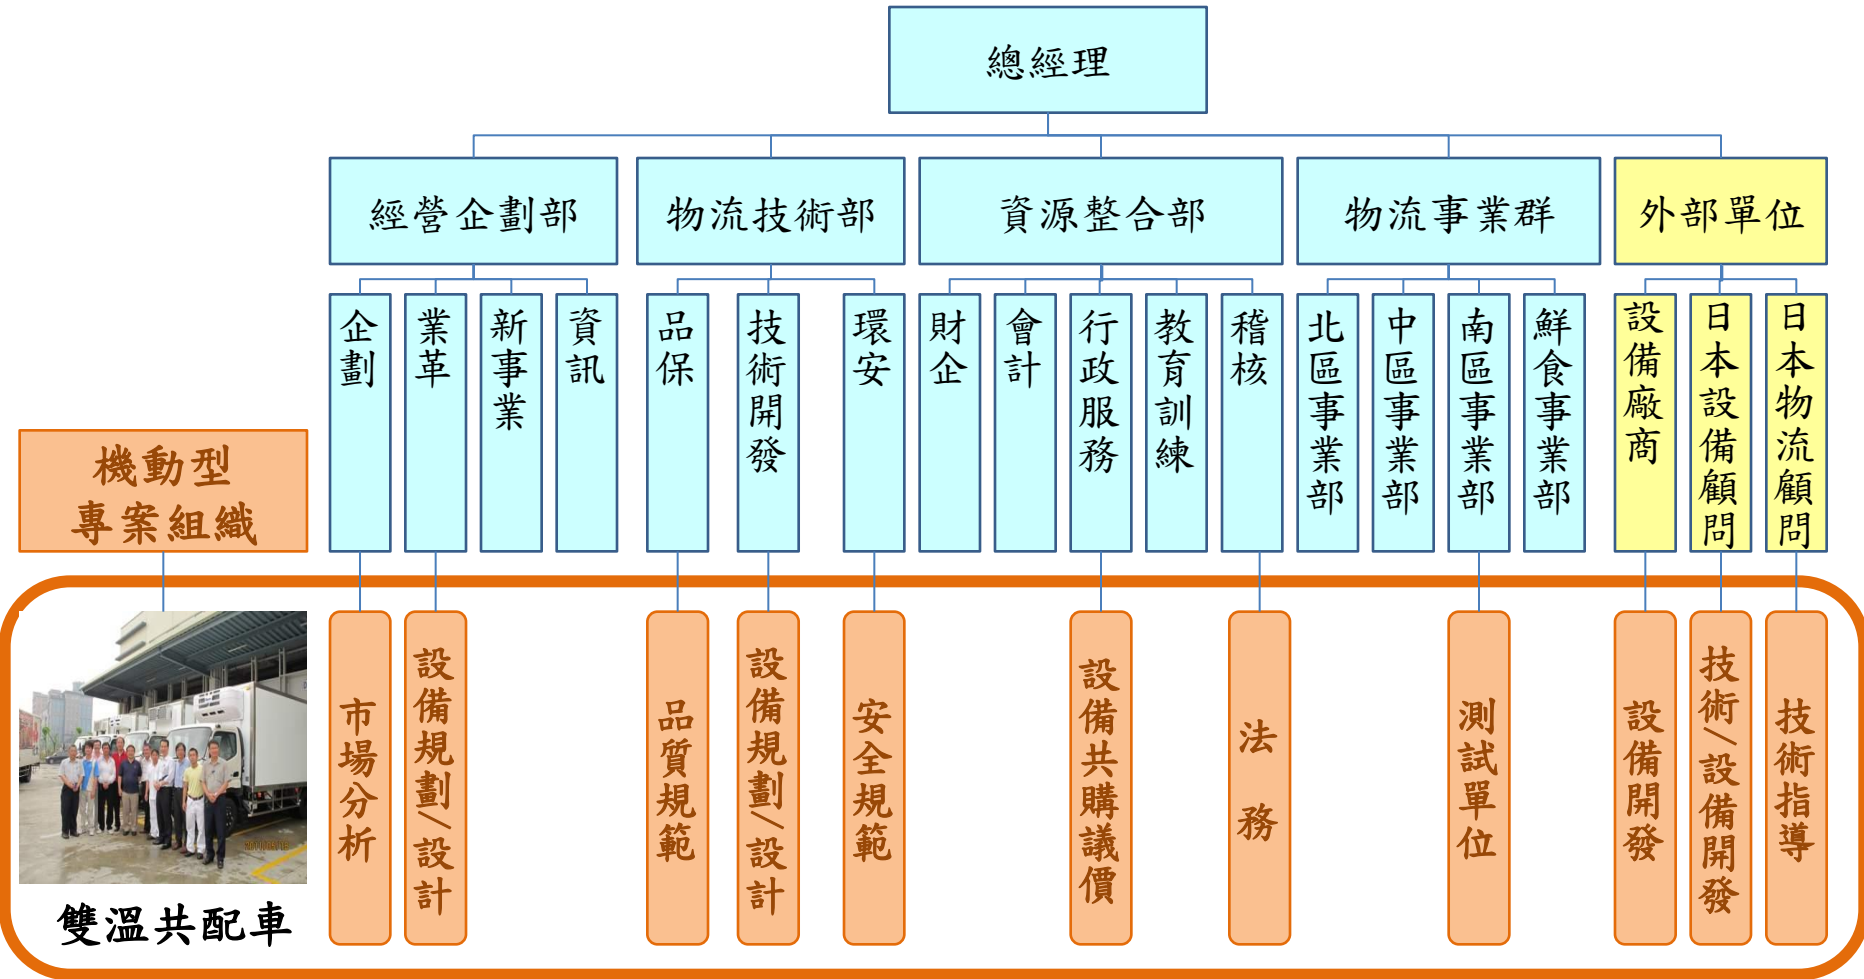 總經理
經營企劃部
物流技術部
資源整合部
物流事業群
外部單位
企劃
業革
新事業
資訊
品保
技術開發
環安
財企
會計
行政服務
教育訓練
稽核
北區事業部
中區事業部
南區事業部
鮮食事業部
設備廠商
日本設備顧問
日本物流顧問
機動型
專案組織
市場分析
設備規劃/設計
品質規範
設備規劃/設計
安全規範
設備共購議價
法務
測試單位
設備開發
技術/設備開發
技術指導
雙溫共配車